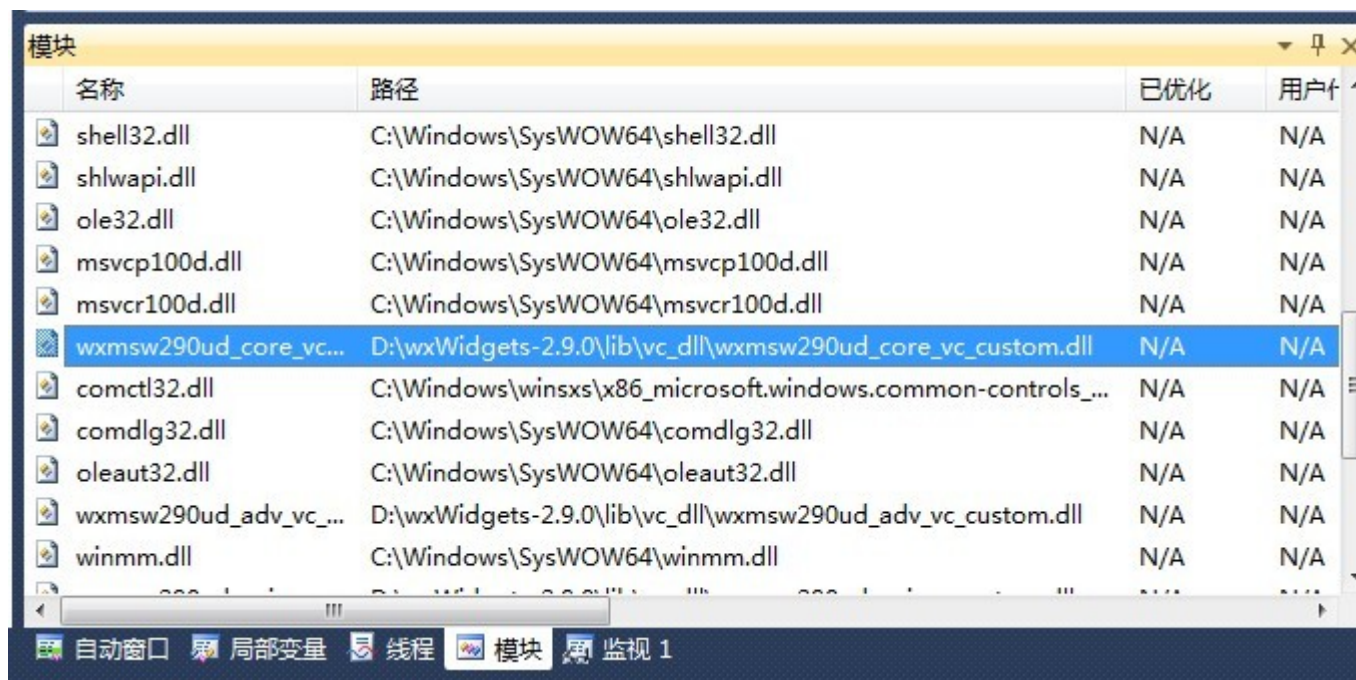 模块
名称 路径 已优化 用户
shell32.dll C:\Windows\SysWOW64\shell32.dll N/A N/A
shlwapi.dll C:\Windows\SysWOW64\shlwapi.dll N/A N/A
ole32.dll C:\Windows\SysWOW64\ole32.dll N/A N/A
msvcp100d.dll C:\Windows\SysWOW64\msvcp100d.dll N/A N/A
msvcr100d.dll C:\Windows\SysWOW64\msvcr100d.dll N/A N/A
wxmsw290ud_core_vc... D:\wxWidgets-2.9.0\lib\vc_dll\wxmsw290ud_core_vc_custom.dll N/A N/A
comctl32.dll C:\Windows\winsxs\x86_microsoft.windows.common-controls_... N/A N/A
comdlg32.dll C:\Windows\SysWOW64\comdlg32.dll N/A N/A
oleaut32.dll C:\Windows\SysWOW64\oleaut32.dll N/A N/A
wxmsw290ud_adv_vc_... D:\wxWidgets-2.9.0\lib\vc_dll\wxmsw290ud_adv_vc_custom.dll N/A N/A
winmm.dll C:\Windows\SysWOW64\winmm.dll N/A N/A
自动窗口 局部变量 线程 模块 监视 1